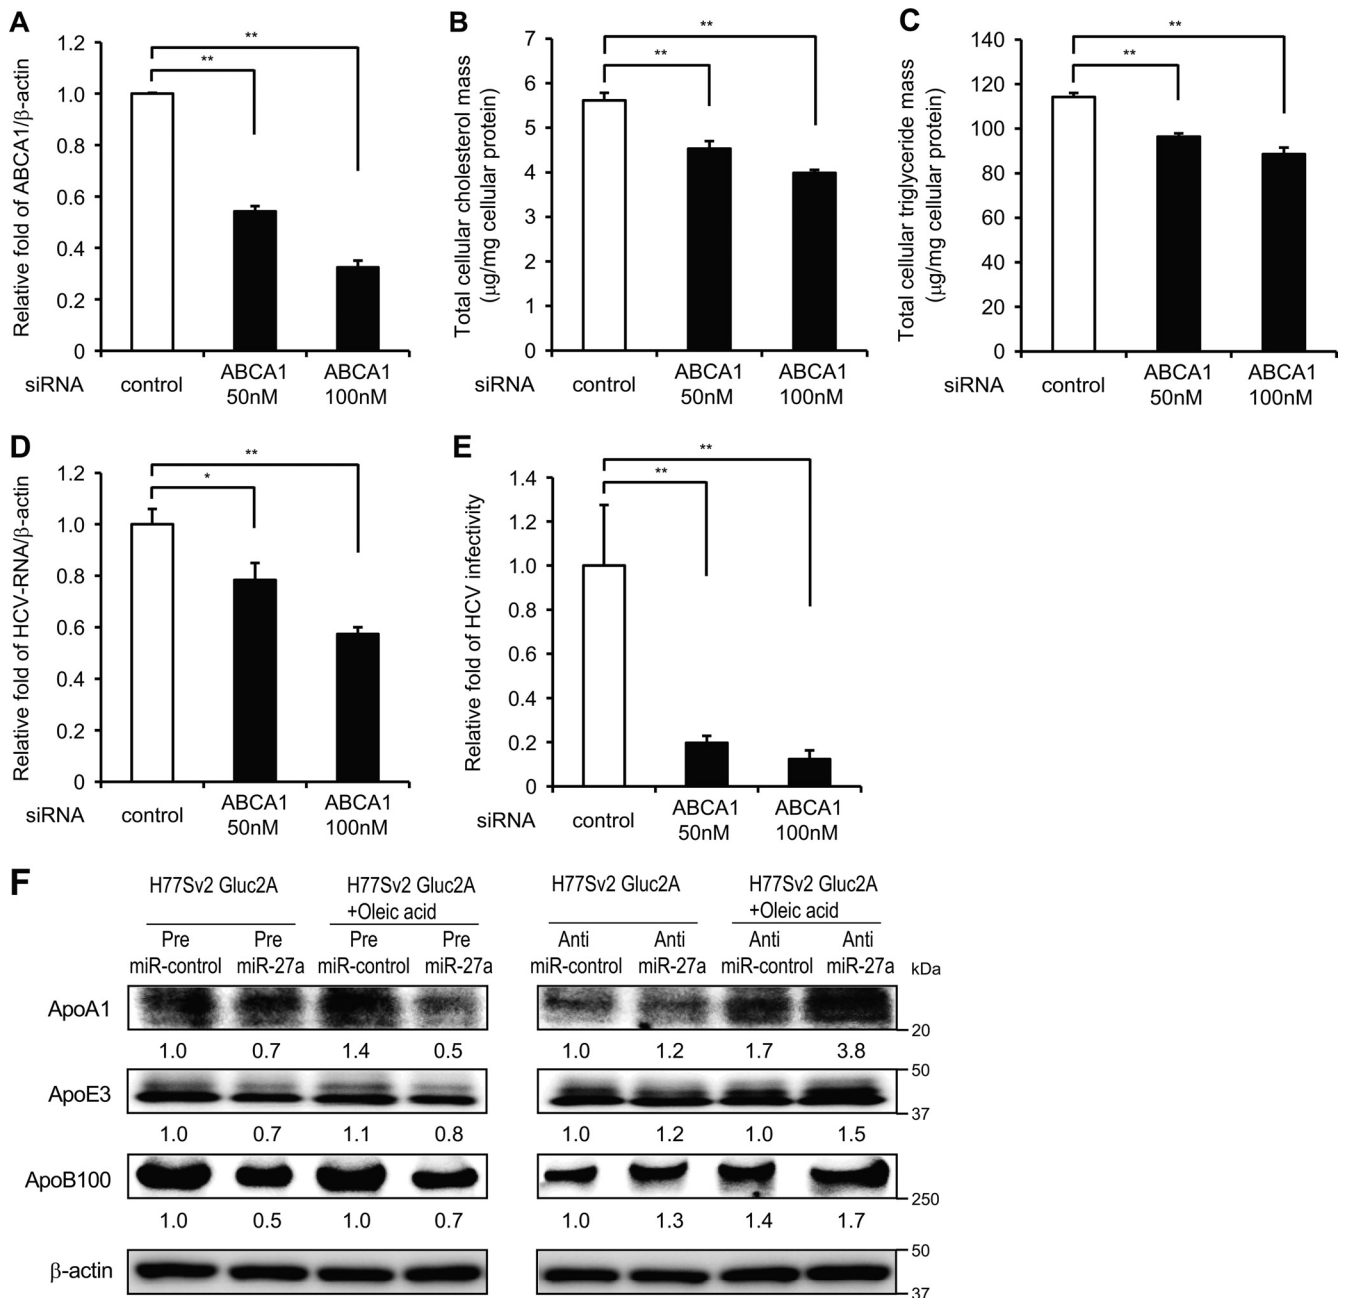 A
Relative fold of ABCA1/β-actin
1.2
1.0
0.8
0.6
0.4
0.2
0
**
**
siRNA
control
ABCA1
50nM
ABCA1
100nM
B
Total cellular cholesterol mass
(μg/mg cellular protein)
7
6
5
4
3
2
1
0
**
**
siRNA
control
ABCA1
50nM
ABCA1
100nM
C
Total cellular triglyceride mass
(μg/mg cellular protein)
140
120
100
80
60
40
20
0
**
**
siRNA
control
ABCA1
50nM
ABCA1
100nM
D
Relative fold of HCV-RNA/β-actin
1.2
1.0
0.8
0.6
0.4
0.2
0
**
*
siRNA
control
ABCA1
50nM
ABCA1
100nM
E
Relative fold of HCV infectivity
1.4
1.2
1.0
0.8
0.6
0.4
0.2
0
**
**
siRNA
control
ABCA1
50nM
ABCA1
100nM
F
H77Sv2 Gluc2A
H77Sv2 Gluc2A
+Oleic acid
H77Sv2 Gluc2A
H77Sv2 Gluc2A
+Oleic acid
Pre Pre Pre Pre Anti Anti Anti Anti
miR-control miR-27a miR-control miR-27a miR-control miR-27a miR-control miR-27a kDa
ApoA1
20
1.0 0.7 1.4 0.5 1.0 1.2 1.7 3.8
50
ApoE3
37
1.0 0.7 1.1 0.8 1.0 1.2 1.0 1.5
ApoB100
250
1.0 0.5 1.0 0.7 1.0 1.3 1.4 1.7
50
β-actin
37